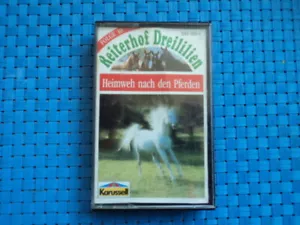 Reiterhof Dreililien
Heimweh nach den Pferden
Karussell